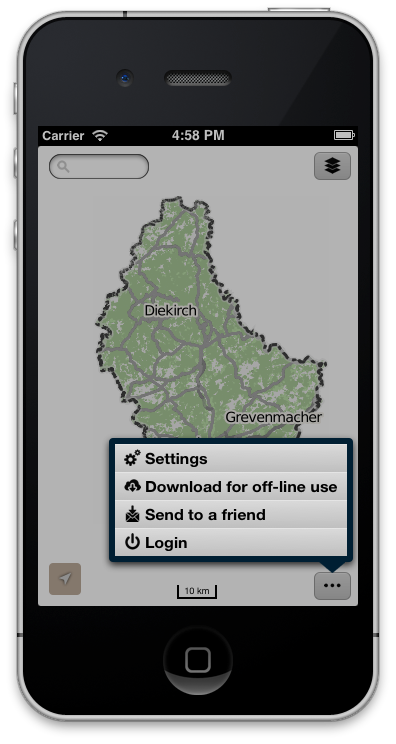 Carrier 4:58 PM
Diekirch
Grevenmacher
Settings
Download for off-line use
Send to a friend
Login
10 km